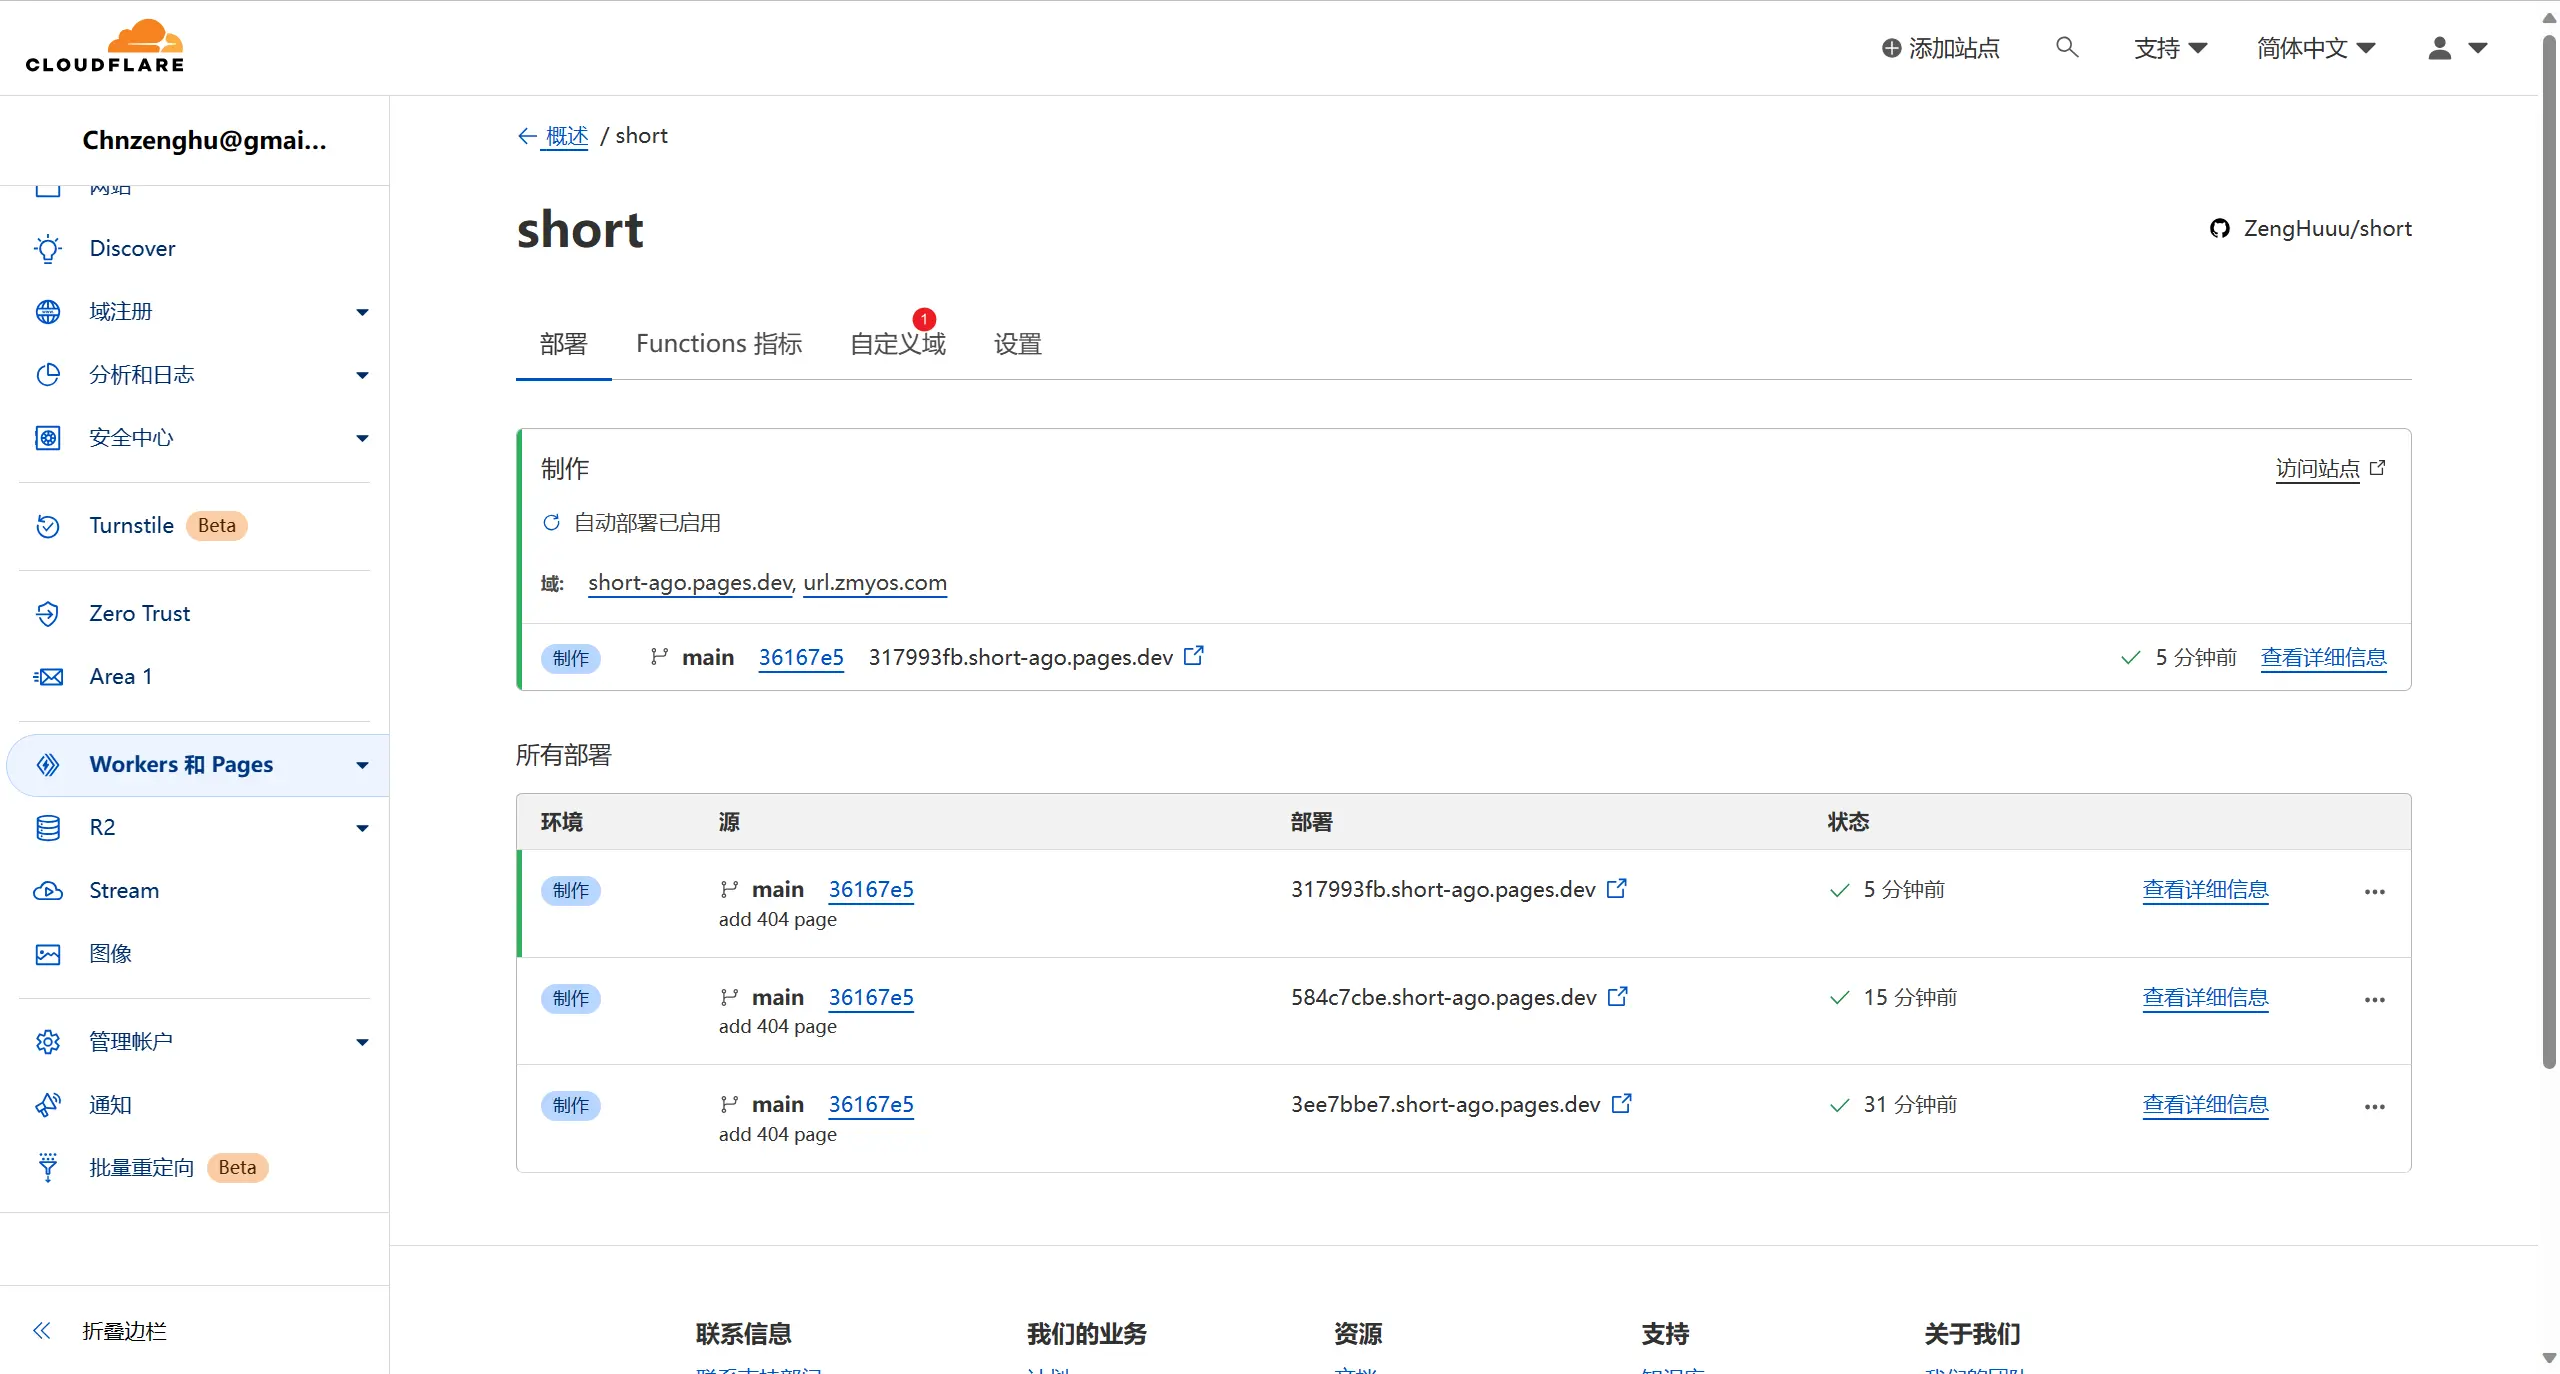 CLOUDFLARE
添加站点
支持
简体中文
Chnzenghu@gmai...
网站
Discover
域注册
分析和日志
安全中心
Turnstile Beta
Zero Trust
Area 1
Workers 和 Pages
R2
Stream
图像
管理帐户
通知
批量重定向 Beta
折叠边栏
概述 / short
short
ZengHuuu/short
部署 Functions 指标 自定义域 1 设置
制作
访问站点
自动部署已启用
域: short-ago.pages.dev, url.zmyos.com
制作 main 36167e5 317993fb.short-ago.pages.dev 5 分钟前 查看详细信息
所有部署
环境 源 部署 状态
制作 main 36167e5 317993fb.short-ago.pages.dev 5 分钟前 查看详细信息 ...
add 404 page
制作 main 36167e5 584c7cbe.short-ago.pages.dev 15 分钟前 查看详细信息 ...
add 404 page
制作 main 36167e5 3ee7bbe7.short-ago.pages.dev 31 分钟前 查看详细信息 ...
add 404 page
联系信息 我们的业务 资源 支持 关于我们